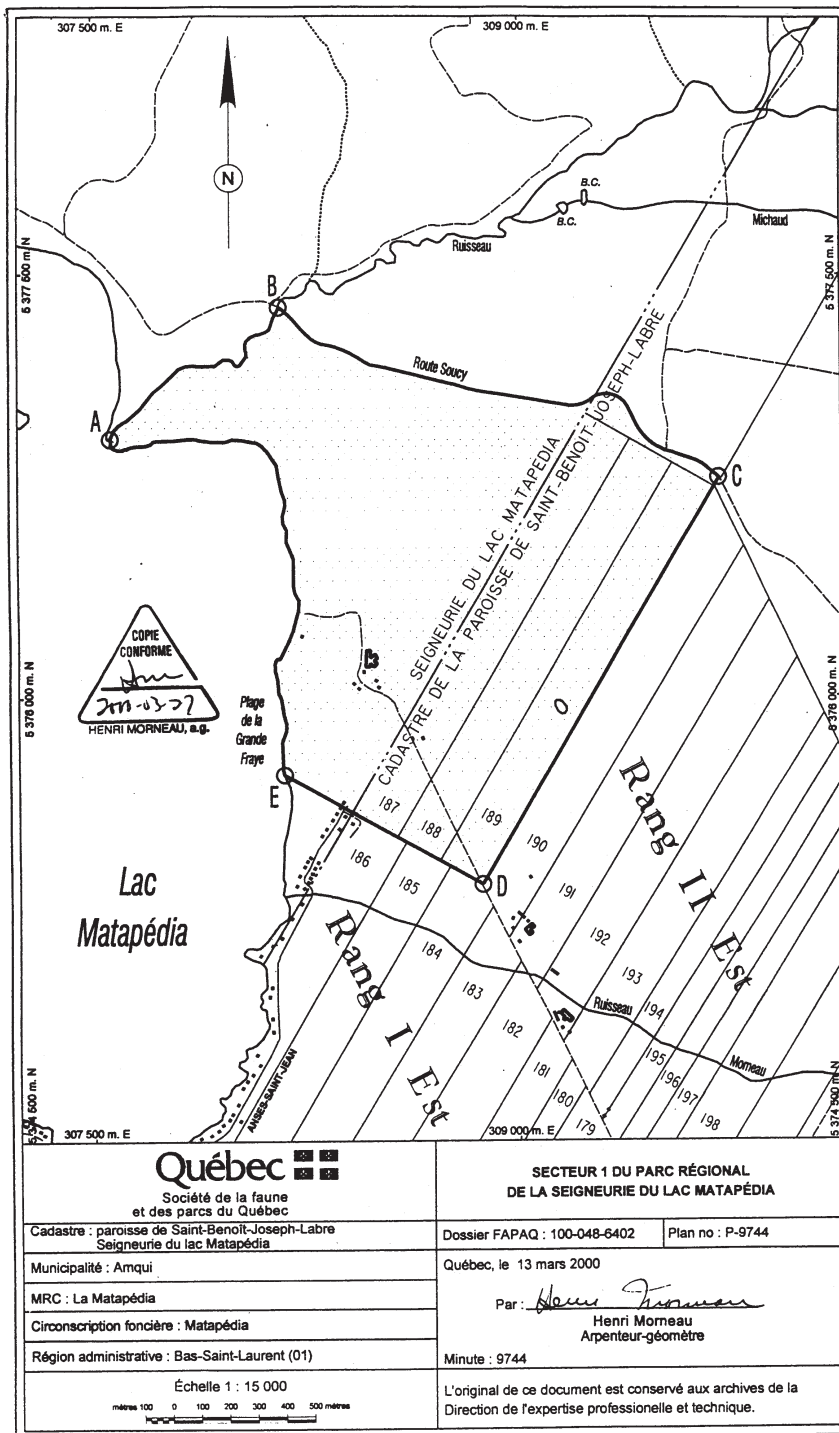 307 500 m. E
309 000 m. E
N
B.C.
B.C.
Michaud
Ruisseau
5 377 500 m. N
5 377 500 m. N
B
Route Soucy
A
C
SEIGNEURIE DU LAC MATAPEDIA
CADASTRE DE LA PAROISSE DE SAINT-BENOIT-JOSEPH-LABRE
COPIE
CONFORME
HENRI MORNEAU, a.g.
5 376 000 m. N
5 376 000 m. N
Plage
de la
Grande
Fraye
E
D
187
188
189
190
191
192
193
194
195
196
197
198
186
185
184
183
182
181
180
179
Rang II Est
Rang I Est
Lac
Matapédia
Ruisseau
Morneau
ANSES-SAINT-JEAN
5 374 500 m. N
5 374 500 m. N
307 500 m. E
309 000 m. E
Québec
Société de la faune
et des parcs du Québec
Cadastre : paroisse de Saint-Benoît-Joseph-Labre
Seigneurie du lac Matapédia
Municipalité : Amqui
MRC : La Matapédia
Circonscription foncière : Matapédia
Région administrative : Bas-Saint-Laurent (01)
Échelle 1 : 15 000
mètres 100 0 100 200 300 400 500 mètres
SECTEUR 1 DU PARC RÉGIONAL
DE LA SEIGNEURIE DU LAC MATAPÉDIA
Dossier FAPAQ : 100-048-6402
Plan no : P-9744
Québec, le 13 mars 2000
Par : Henri Morneau
Henri Morneau
Arpenteur-géomètre
Minute : 9744
L'original de ce document est conservé aux archives de la
Direction de l'expertise professionelle et technique.